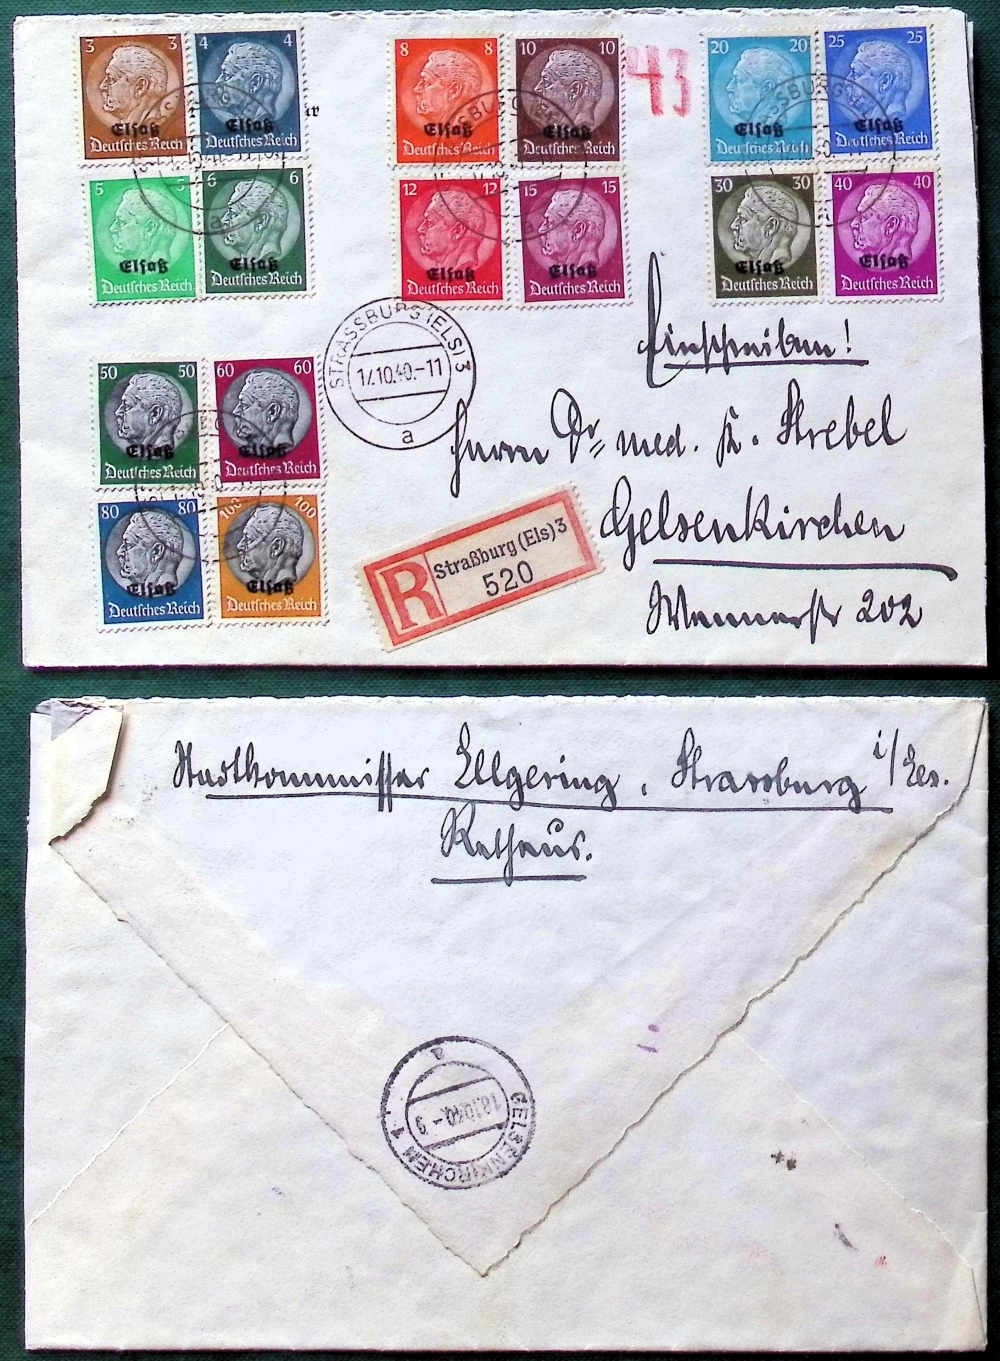 3 3
4 4
Elsaß
Deutsches Reich
Elsaß
Deutsches Reich
5 5
6 6
Elsaß
Deutsches Reich
Elsaß
Deutsches Reich
8 8
10 10
Elsaß
Deutsches Reich
Elsaß
Deutsches Reich
12 12
15 15
Elsaß
Deutsches Reich
Elsaß
Deutsches Reich
43
20 20
25 25
Elsaß
Deutsches Reich
Elsaß
Deutsches Reich
30 30
40 40
Elsaß
Deutsches Reich
Elsaß
Deutsches Reich
50 50
60 60
Elsaß
Deutsches Reich
Elsaß
Deutsches Reich
80 80
100 100
Elsaß
Deutsches Reich
Elsaß
Deutsches Reich
STRASSBURG (ELS) 3
17.10.40.-11
a
Einschreiben!
Herrn Dr. med. K. Strebel
Gelsenkirchen
202
R
Straßburg (Els) 3
520
Stadtkommissar Ellgering, Strassburg i/Els.
Rathaus.
GELSENKIRCHEN 1
18.10.40.-9
a